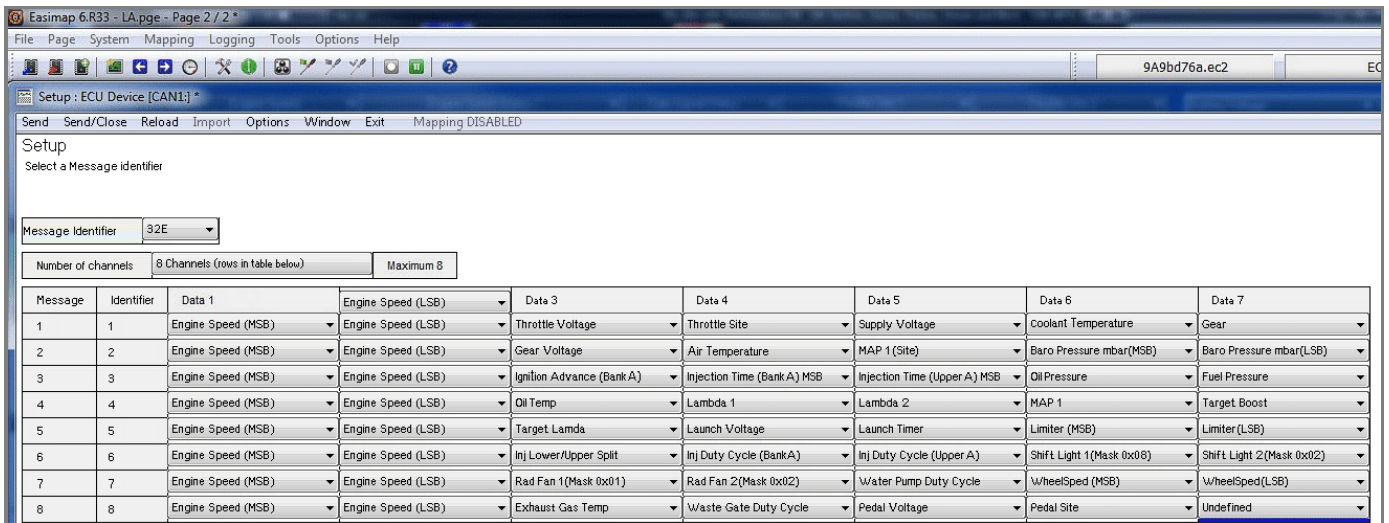 Easimap 6.R33 - LA.pge - Page 2 / 2 *
File Page System Mapping Logging Tools Options Help
9A9bd76a.ec2 EC
Setup : ECU Device [CAN1:] *
Send Send/Close Reload Import Options Window Exit Mapping DISABLED
Setup
Select a Message identifier
Message Identifier 32E
Number of channels 8 Channels (rows in table below) Maximum 8
Message Identifier Data 1 Engine Speed (LSB) Data 3 Data 4 Data 5 Data 6 Data 7
1 1 Engine Speed (MSB) Engine Speed (LSB) Throttle Voltage Throttle Site Supply Voltage Coolant Temperature Gear
2 2 Engine Speed (MSB) Engine Speed (LSB) Gear Voltage Air Temperature MAP 1 (Site) Baro Pressure mbar(MSB) Baro Pressure mbar(LSB)
3 3 Engine Speed (MSB) Engine Speed (LSB) Ignition Advance (Bank A) Injection Time (Bank A) MSB Injection Time (Upper A) MSB Oil Pressure Fuel Pressure
4 4 Engine Speed (MSB) Engine Speed (LSB) Oil Temp Lambda 1 Lambda 2 MAP 1 Target Boost
5 5 Engine Speed (MSB) Engine Speed (LSB) Target Lamda Launch Voltage Launch Timer Limiter (MSB) Limiter(LSB)
6 6 Engine Speed (MSB) Engine Speed (LSB) Inj Lower/Upper Split Inj Duty Cycle (BankA) Inj Duty Cycle (Upper A) Shift Light 1(Mask 0x08) Shift Light 2(Mask 0x02)
7 7 Engine Speed (MSB) Engine Speed (LSB) Rad Fan 1(Mask 0x01) Rad Fan 2(Mask 0x02) Water Pump Duty Cycle WheelSped (MSB) WheelSped(LSB)
8 8 Engine Speed (MSB) Engine Speed (LSB) Exhaust Gas Temp Waste Gate Duty Cycle Pedal Voltage Pedal Site Undefined